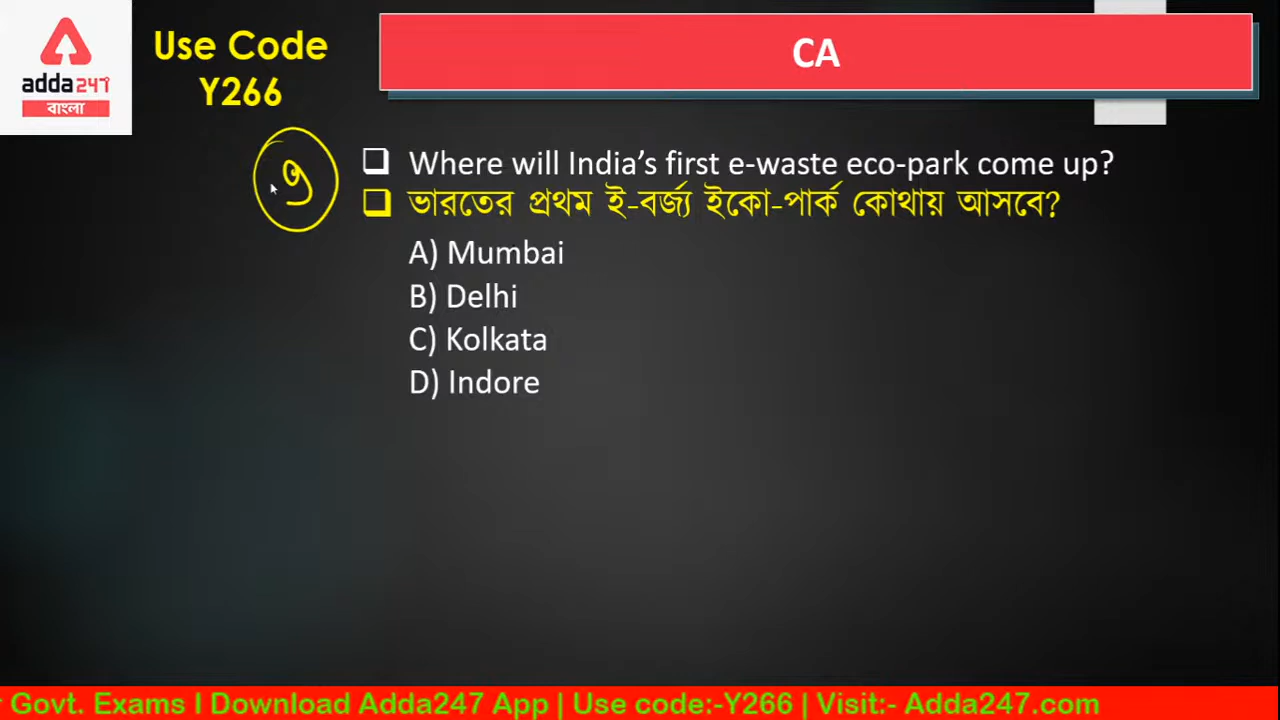 adda247
বাংলা
Use Code
Y266
CA
৩
Where will India's first e-waste eco-park come up?
ভারতের প্রথম ই-বর্জ্য ইকো-পার্ক কোথায় আসবে?
A) Mumbai
B) Delhi
C) Kolkata
D) Indore
Govt. Exams I Download Adda247 App | Use code:-Y266 | Visit:- Adda247.com